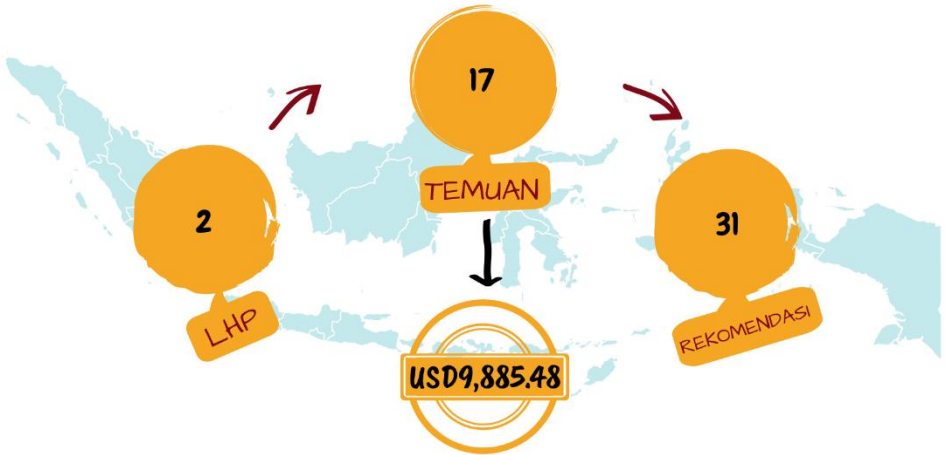 2
LHP
17
TEMUAN
USD9,885.48
31
REKOMENDASI